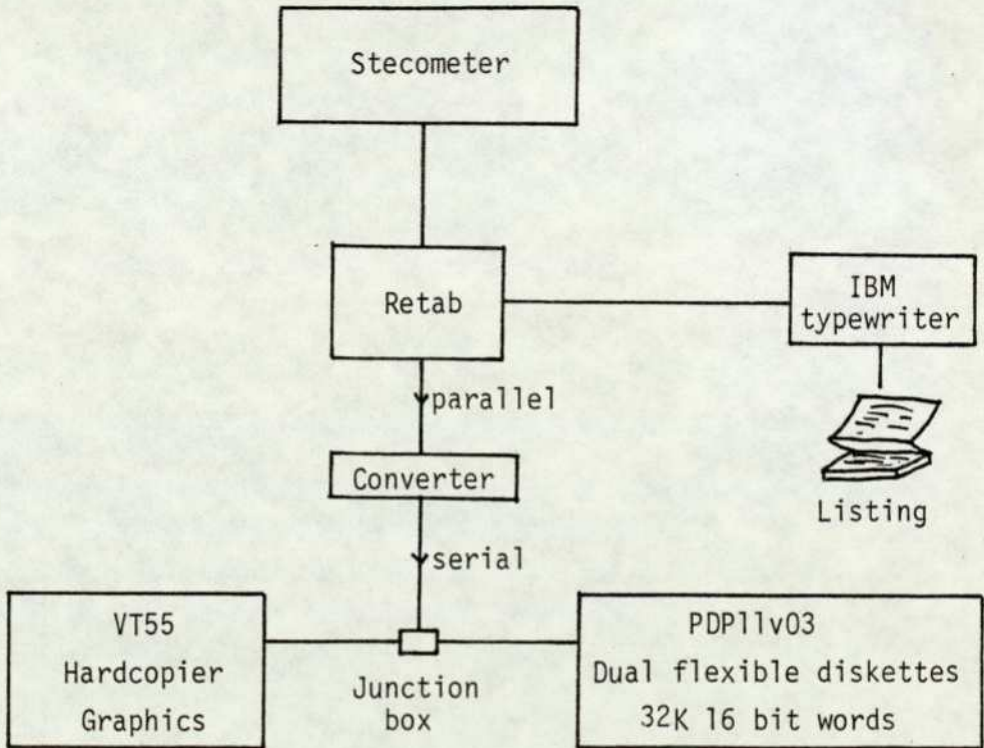 Stecometer
Retab
IBM
typewriter
parallel
Converter
Listing
serial
VT55
Hardcopier
Graphics
Junction
box
PDP11v03
Dual flexible diskettes
32K 16 bit words